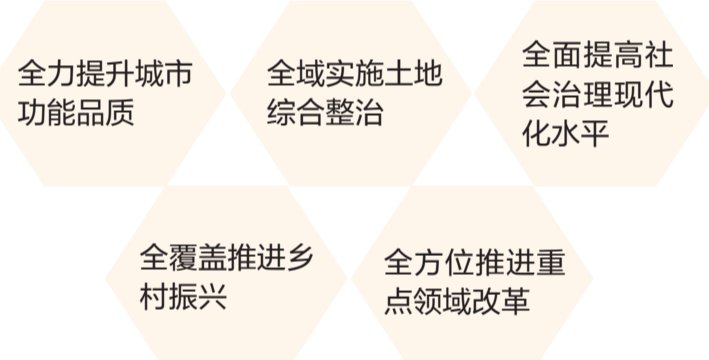 全力提升城市
功能品质
全域实施土地
综合整治
全面提高社
会治理现代
化水平
全覆盖推进乡
村振兴
全方位推进重
点领域改革